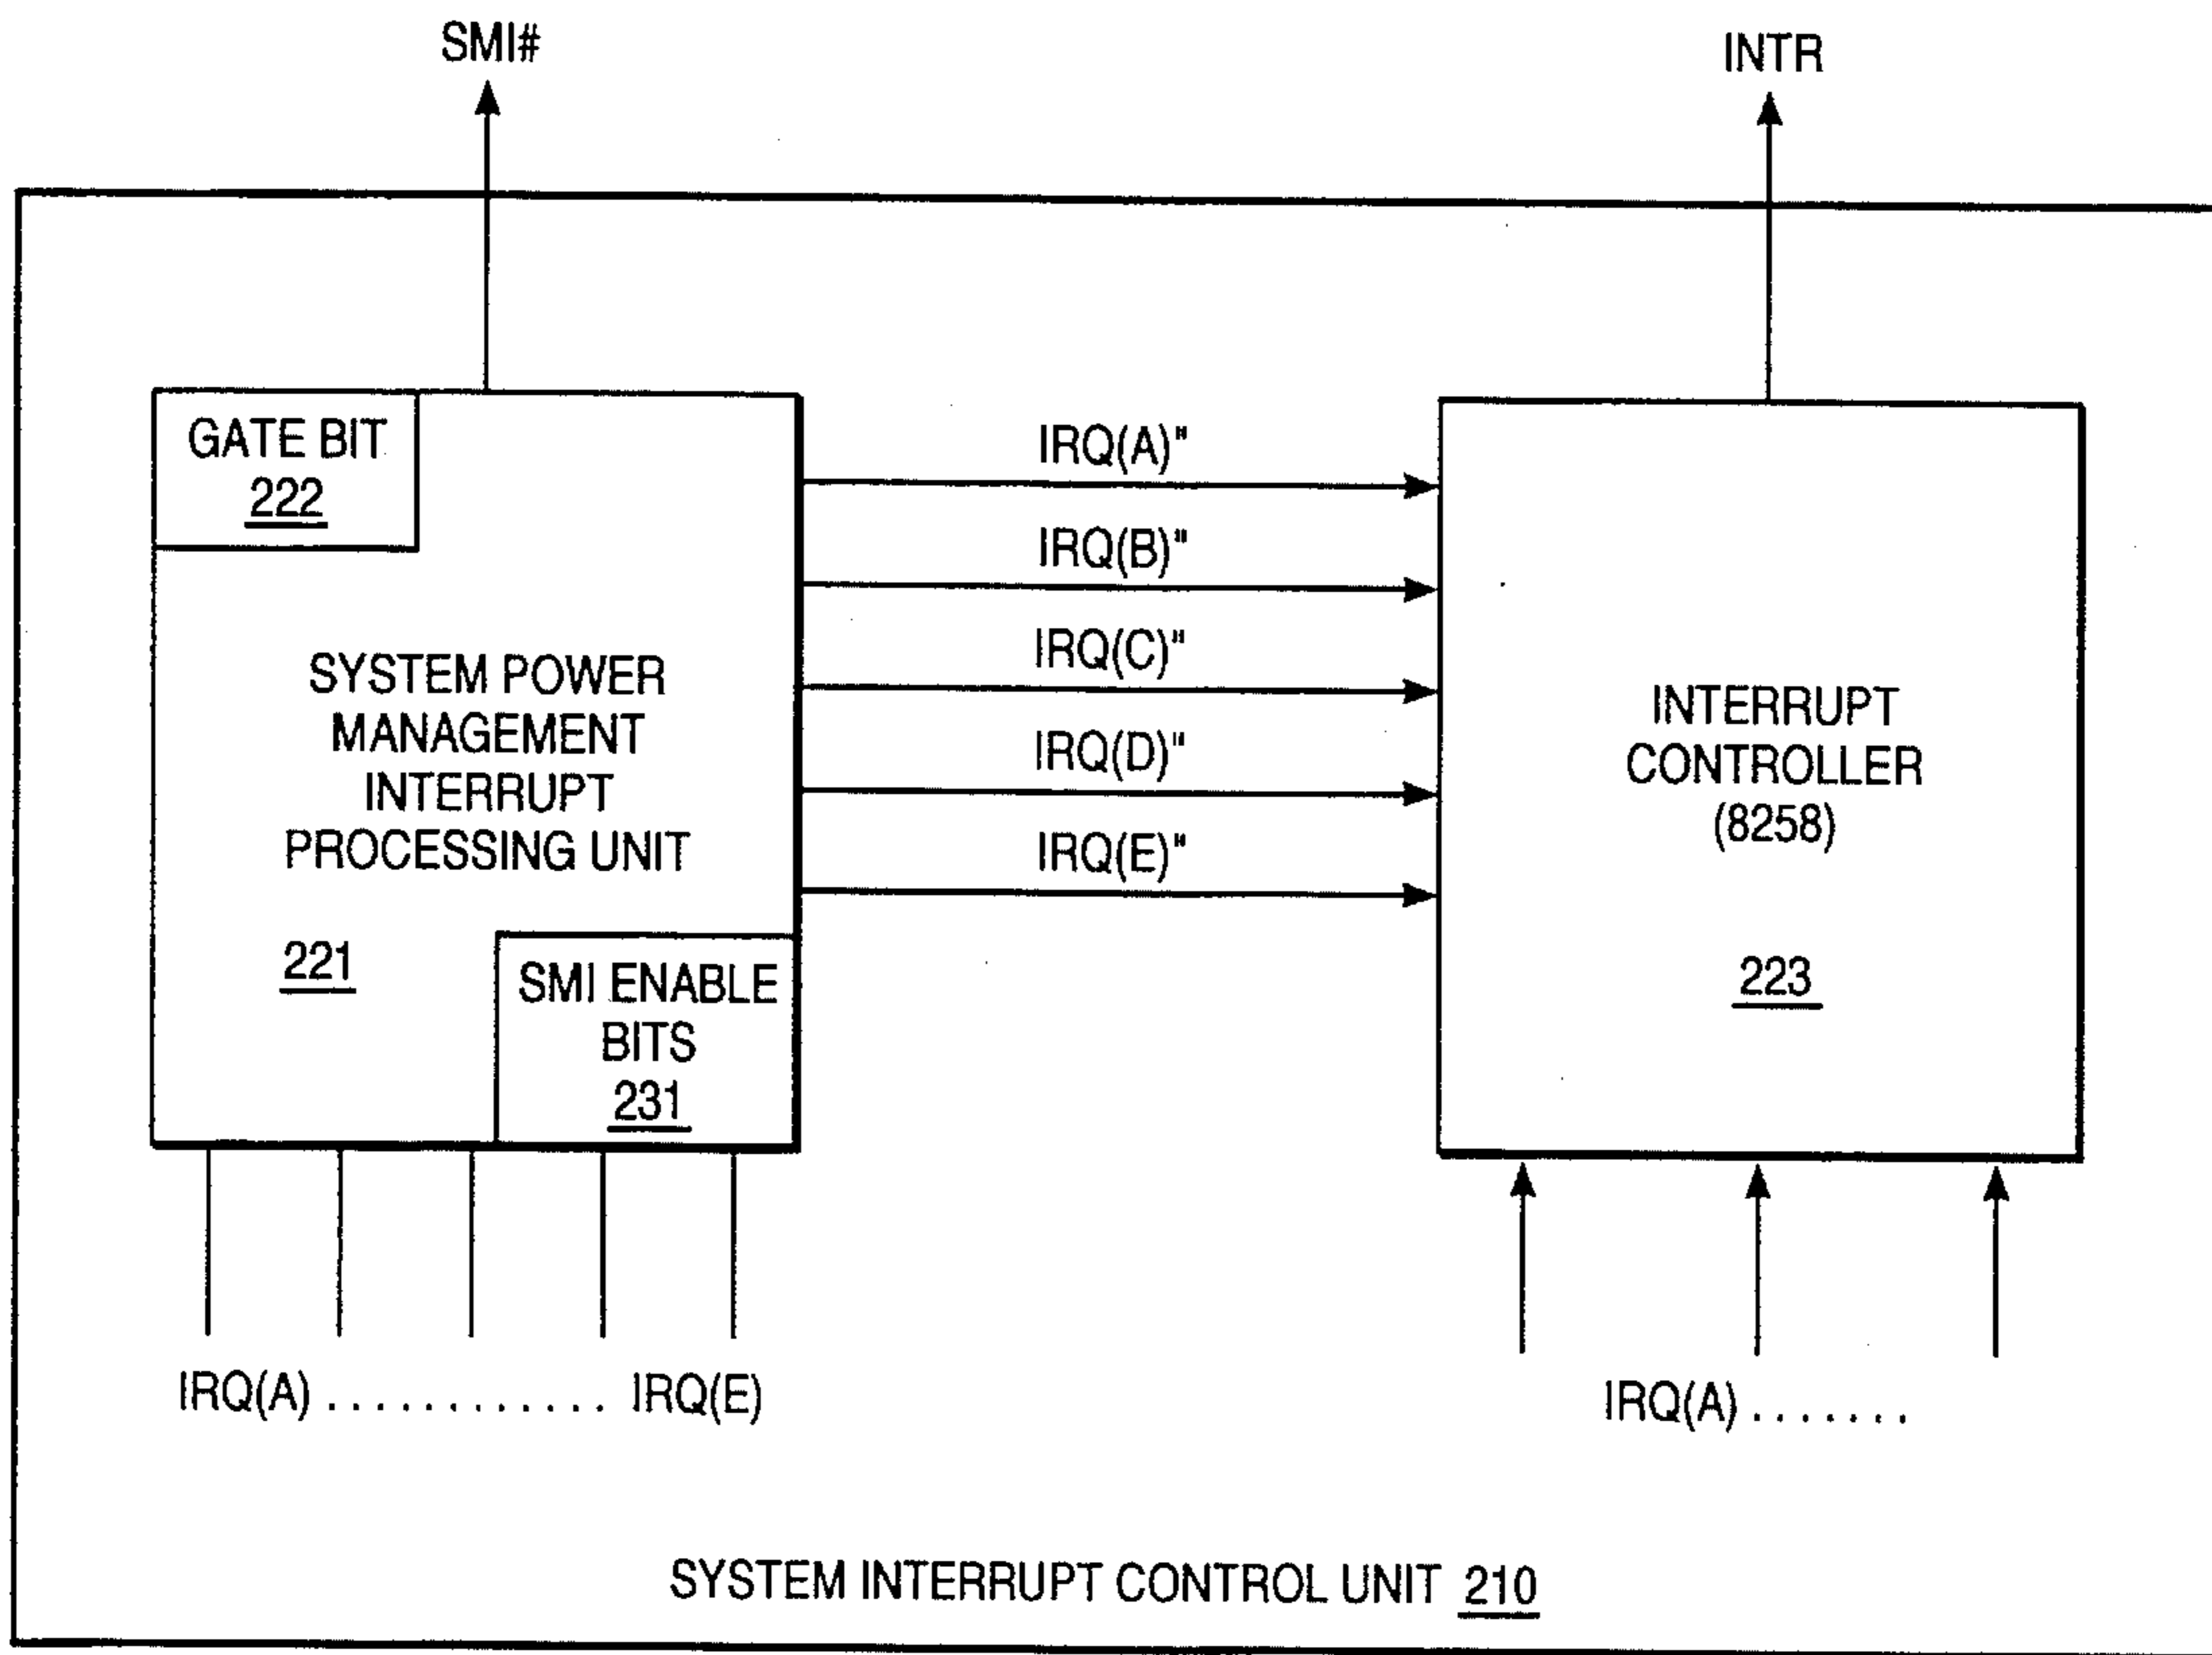 SMI#
INTR
GATE BIT
222
SYSTEM POWER
MANAGEMENT
INTERRUPT
PROCESSING UNIT
221
SMI ENABLE
BITS
231
IRQ(A)"
IRQ(B)"
IRQ(C)"
IRQ(D)"
IRQ(E)"
INTERRUPT
CONTROLLER
(8258)
223
IRQ(A) . . . . . . . . . . . . IRQ(E)
IRQ(A) . . . . . . .
SYSTEM INTERRUPT CONTROL UNIT 210